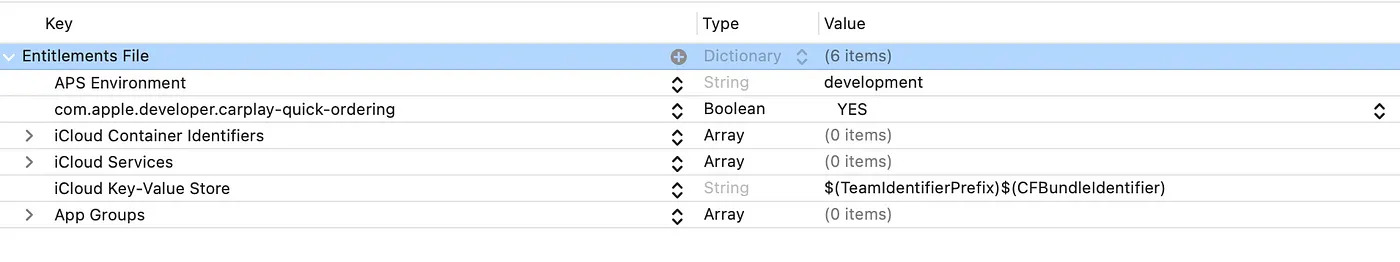 Key Type Value
Entitlements File Dictionary (6 items)
APS Environment String development
com.apple.developer.carplay-quick-ordering Boolean YES
iCloud Container Identifiers Array (0 items)
iCloud Services Array (0 items)
iCloud Key-Value Store String $(TeamIdentifierPrefix)$(CFBundleIdentifier)
App Groups Array (0 items)